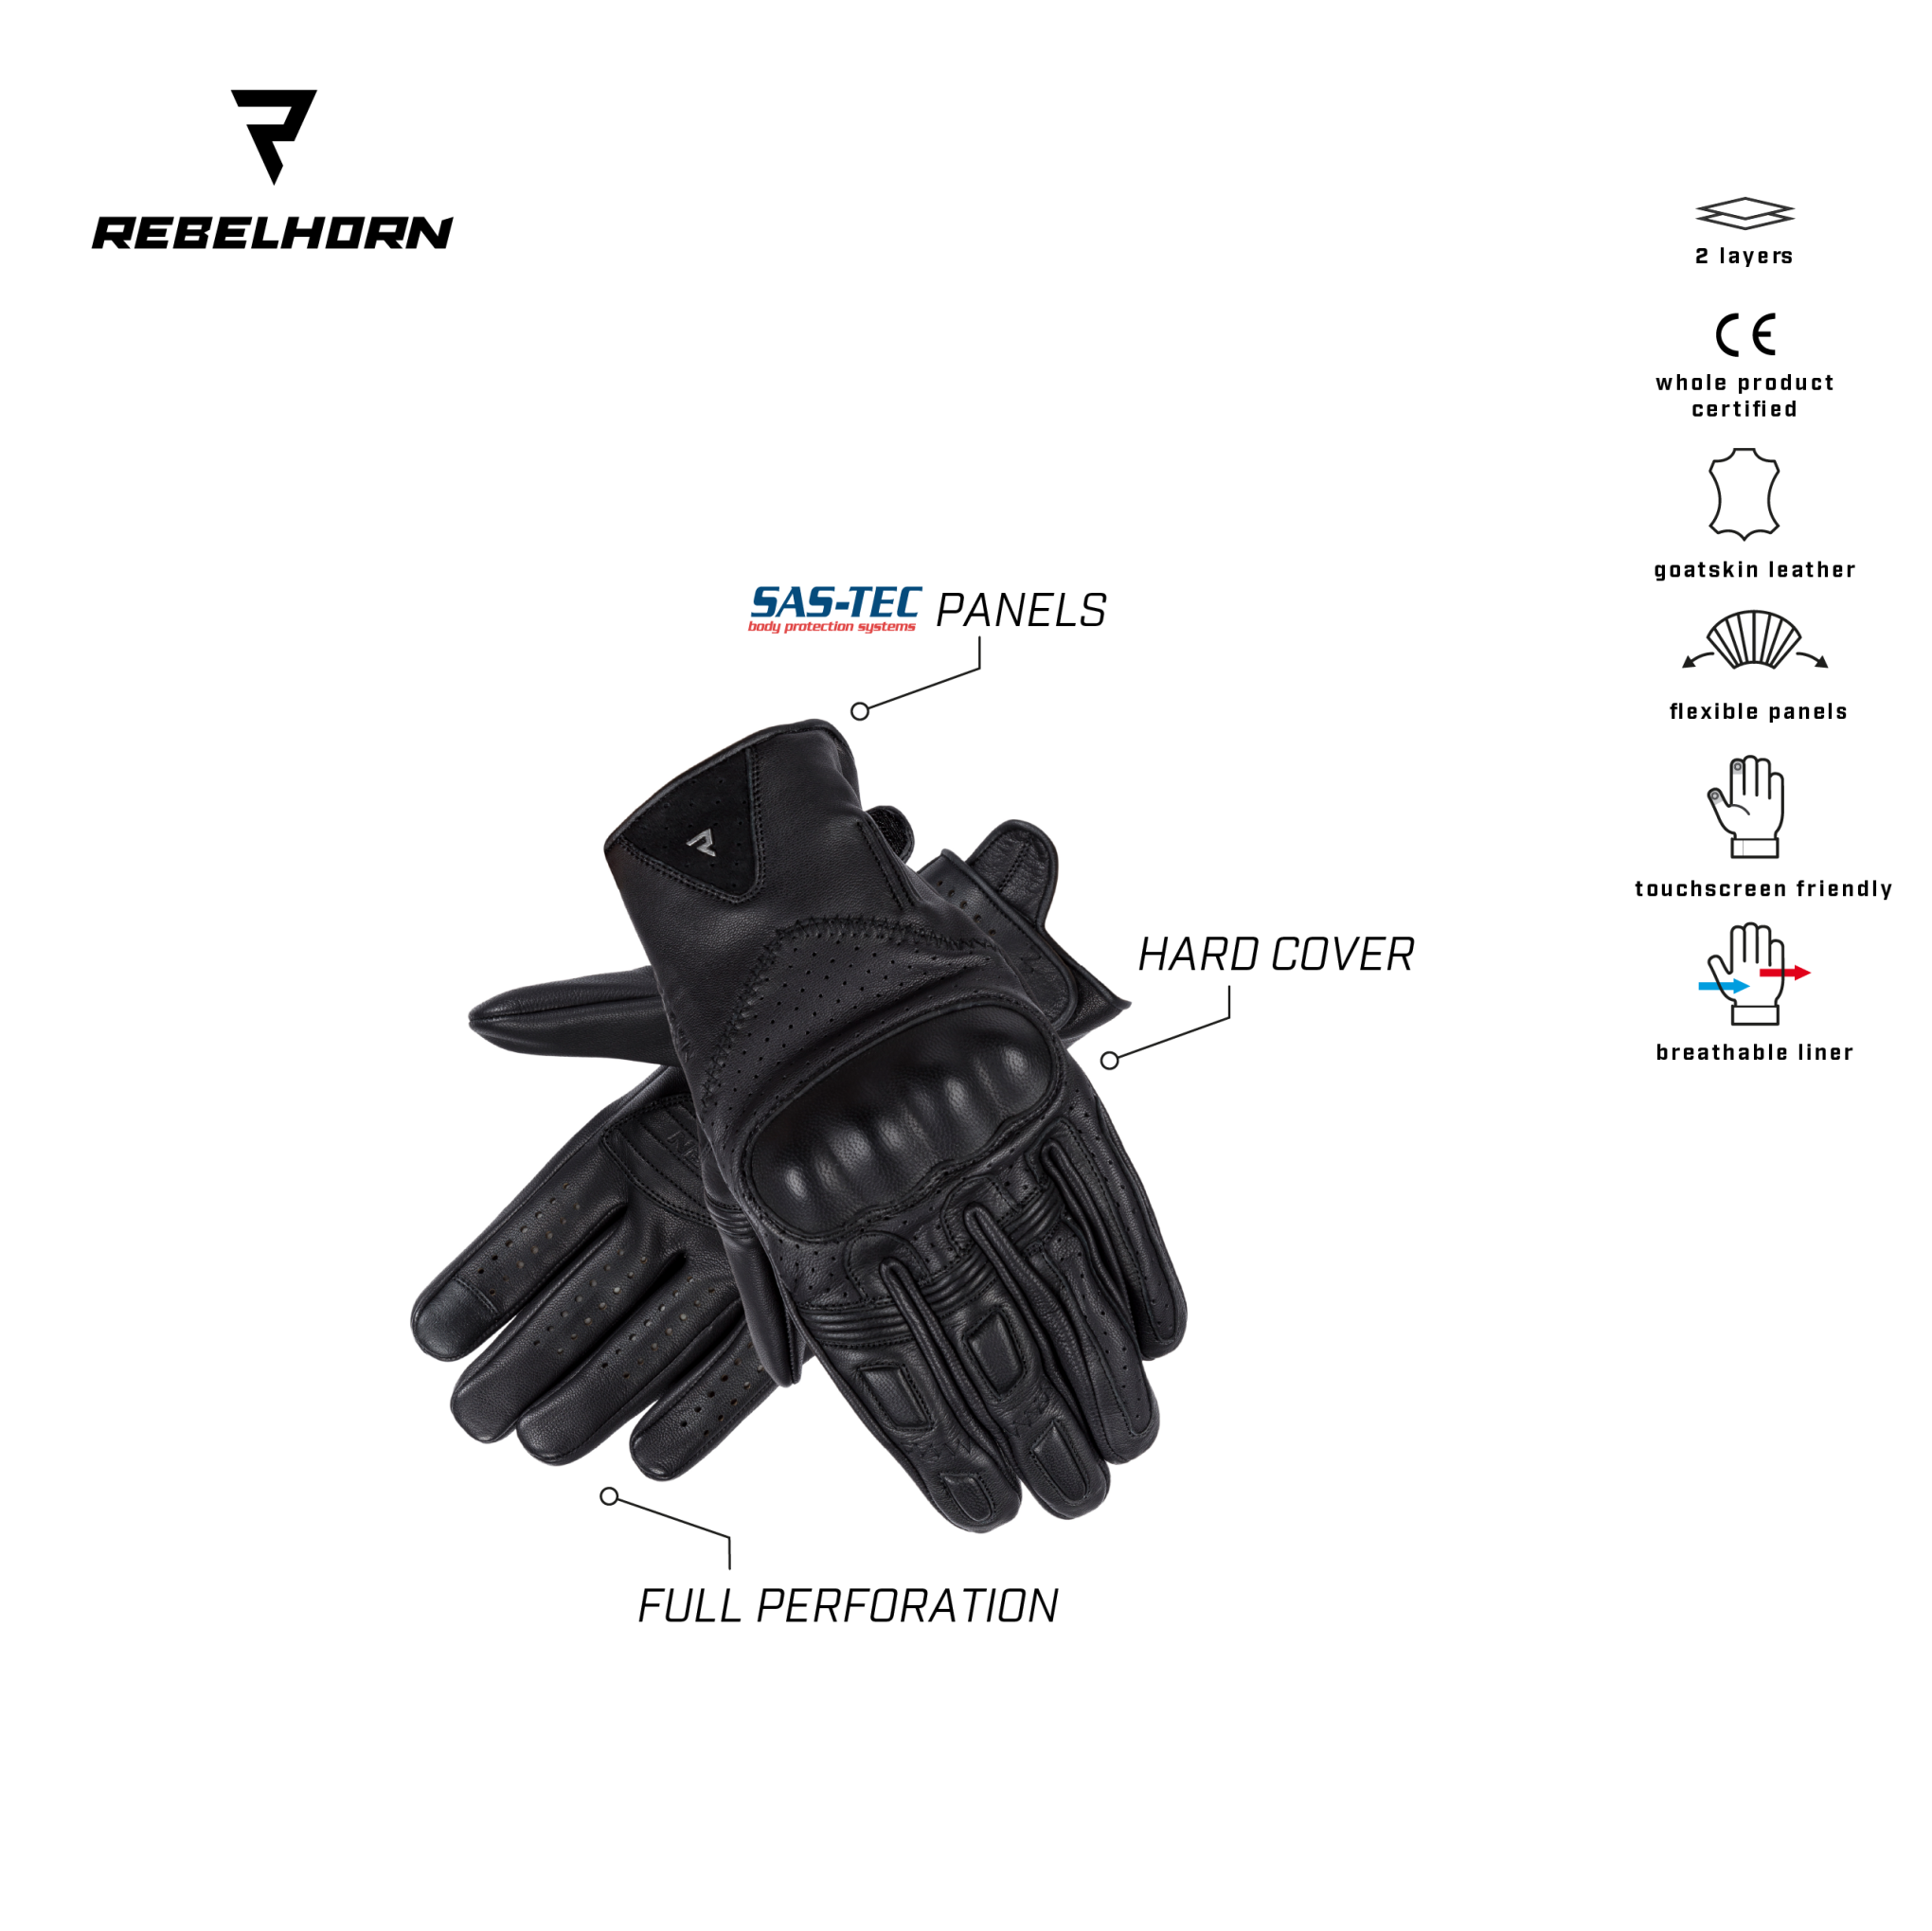 REBELHORN
2 layers
CE
whole product
certified
goatskin leather
flexible panels
touchscreen friendly
breathable liner
SAS-TEC PANELS
body protection systems
HARD COVER
FULL PERFORATION